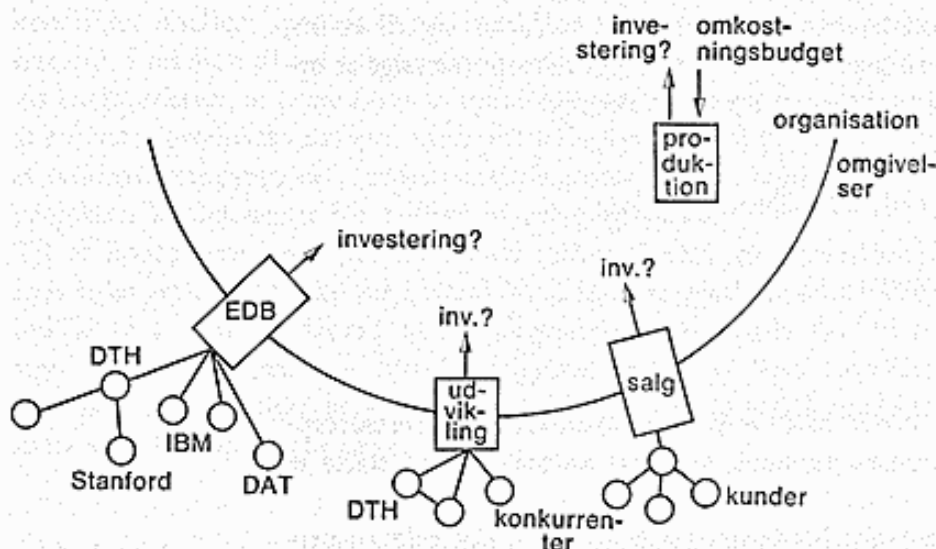 inve-
stering?
omkost-
ningsbudget
pro-
duk-
tion
organisation
omgivel-
ser
investering?
EDB
inv.?
inv.?
DTH
ud-
vik-
ling
salg
IBM
Stanford
DAT
DTH
konkurren-
ter
kunder